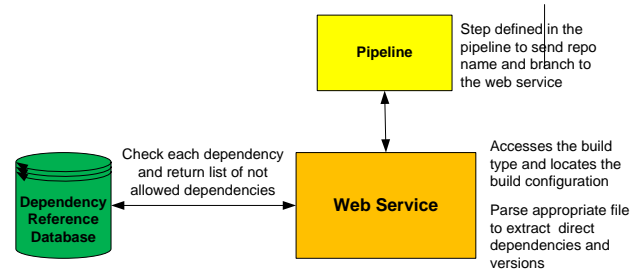 Pipeline
Step defined in the
pipeline to send repo
name and branch to
the web service
Check each dependency
and return list of not
allowed dependencies
Dependency
Reference
Database
Web Service
Accesses the build
type and locates the
build configuration
Parse appropriate file
to extract direct
dependencies and
versions